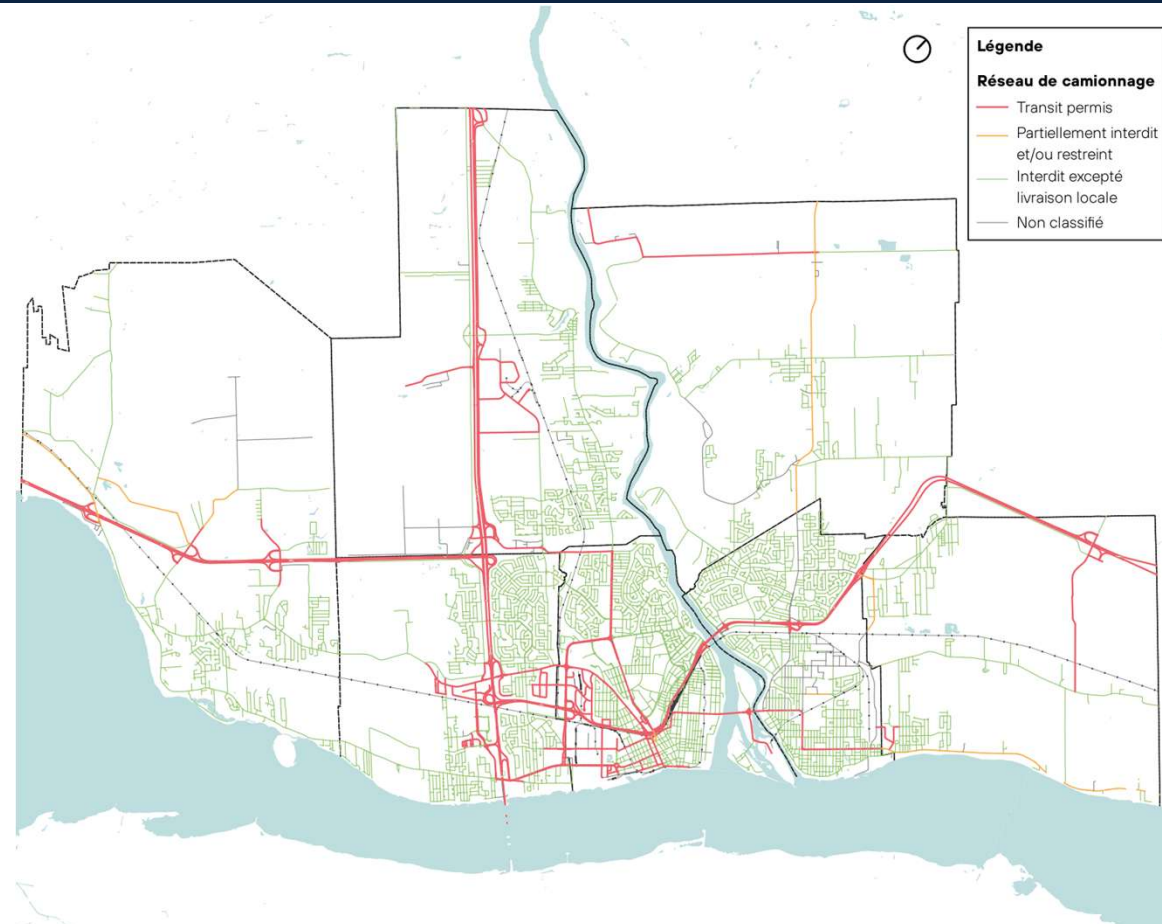 Légende
Réseau de camionnage
Transit permis
Partiellement interdit
et/ou restreint
Interdit excepté
livraison locale
Non classifié